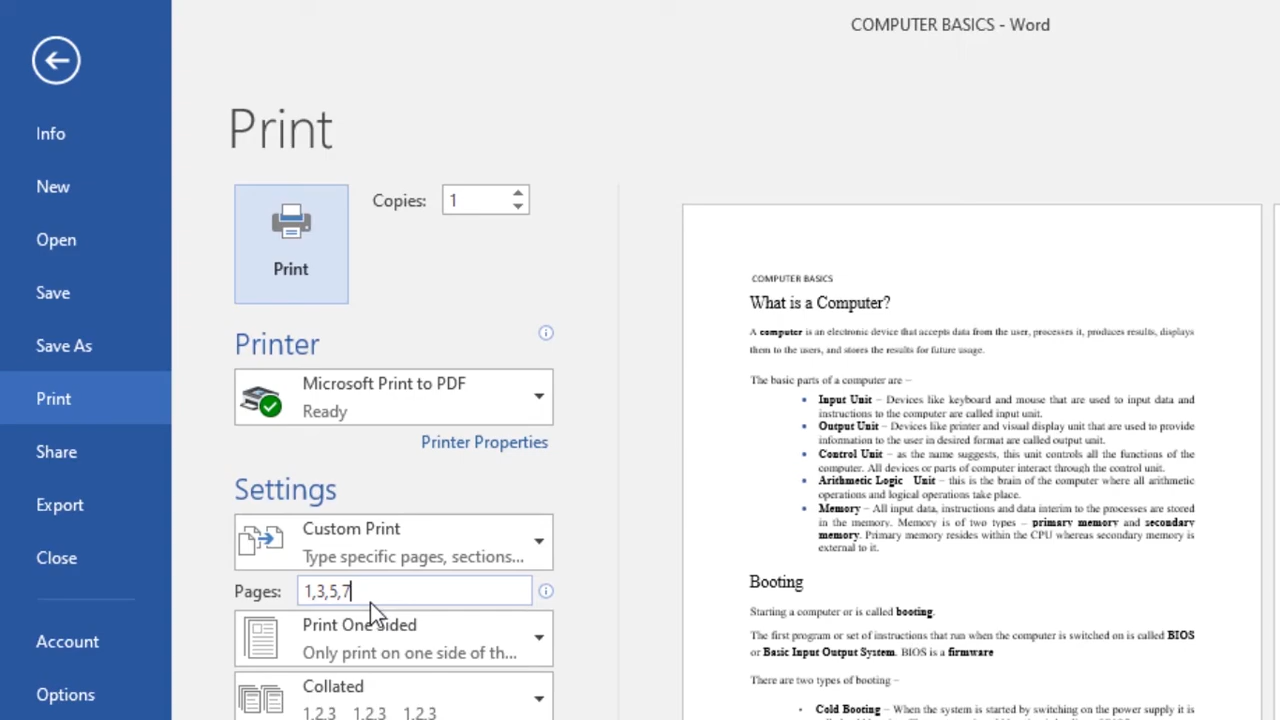 COMPUTER BASICS - Word
Info
New
Open
Save
Save As
Print
Share
Export
Close
Account
Options
Print
Print
Copies:
1
Printer
Microsoft Print to PDF
Ready
Printer Properties
Settings
Custom Print
Type specific pages, sections...
Pages:
1,3,5,7
Print One Sided
Only print on one side of th...
Collated
1,2,3 1,2,3 1,2,3
COMPUTER BASICS
What is a Computer?
A computer is an electronic device that accepts data from the user, processes it, produces results, displays
them to the users, and stores the results for future usage.
The basic parts of a computer are –
Input Unit – Devices like keyboard and mouse that are used to input data and
instructions to the computer are called input unit.
Output Unit – Devices like printer and visual display unit that are used to provide
information to the user in desired format are called output unit.
Control Unit – as the name suggests, this unit controls all the functions of the
computer. All devices or parts of computer interact through the control unit.
Arithmetic Logic Unit – this is the brain of the computer where all arithmetic
operations and logical operations take place.
Memory – All input data, instructions and data interim to the processes are stored
in the memory. Memory is of two types – primary memory and secondary
memory. Primary memory resides within the CPU whereas secondary memory is
external to it.
Booting
Starting a computer or is called booting.
The first program or set of instructions that run when the computer is switched on is called BIOS
or Basic Input Output System. BIOS is a firmware
There are two types of booting –
Cold Booting – When the system is started by switching on the power supply it is